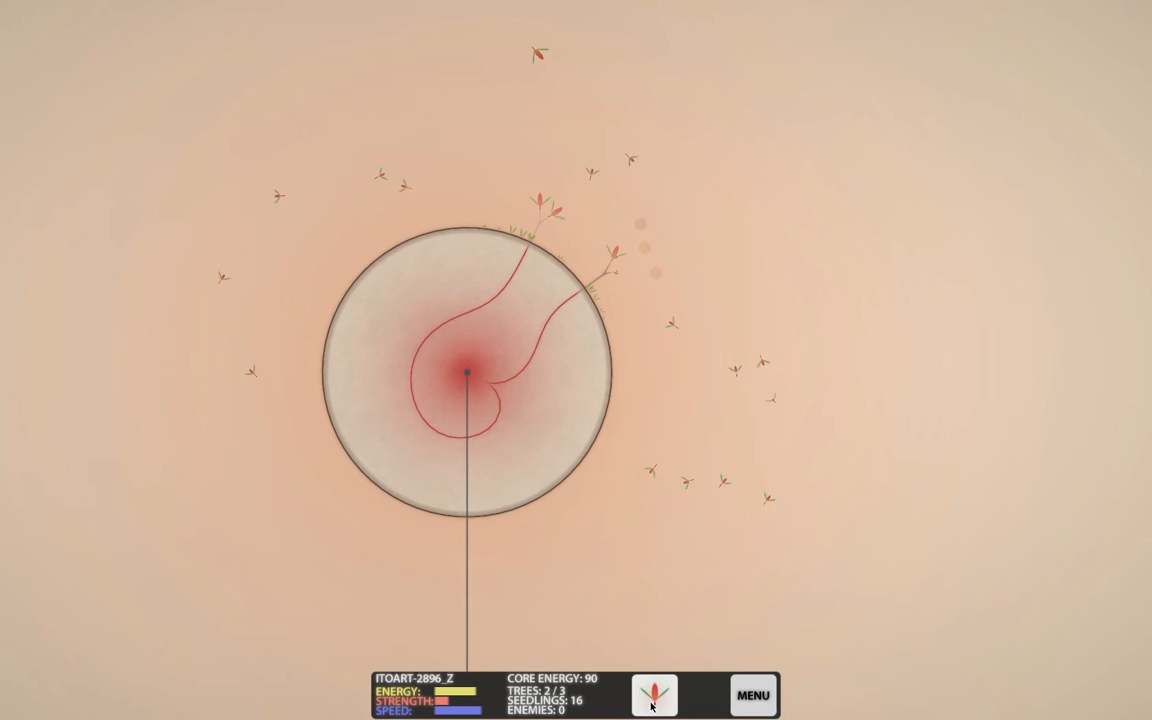 ITOART-2896_Z
ENERGY:
STRENGTH:
SPEED:
CORE ENERGY: 90
TREES: 2 / 3
SEEDLINGS: 16
ENEMIES: 0
MENU